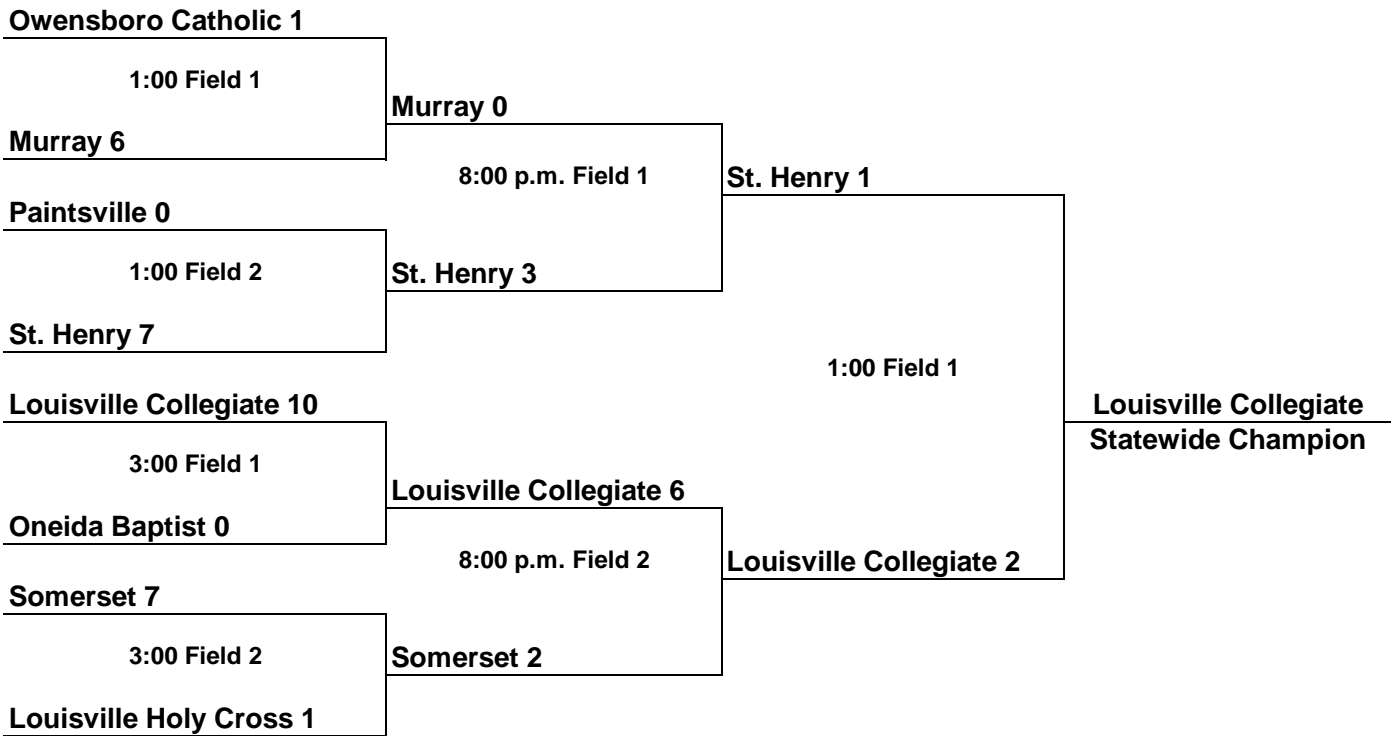 Owensboro Catholic 1
1:00 Field 1
Murray 6
Paintsville 0
1:00 Field 2
St. Henry 7
Louisville Collegiate 10
3:00 Field 1
Oneida Baptist 0
Somerset 7
3:00 Field 2
Louisville Holy Cross 1
Murray 0
8:00 p.m. Field 1
St. Henry 3
Louisville Collegiate 6
8:00 p.m. Field 2
Somerset 2
St. Henry 1
1:00 Field 1
Louisville Collegiate 2
Louisville Collegiate
Statewide Champion